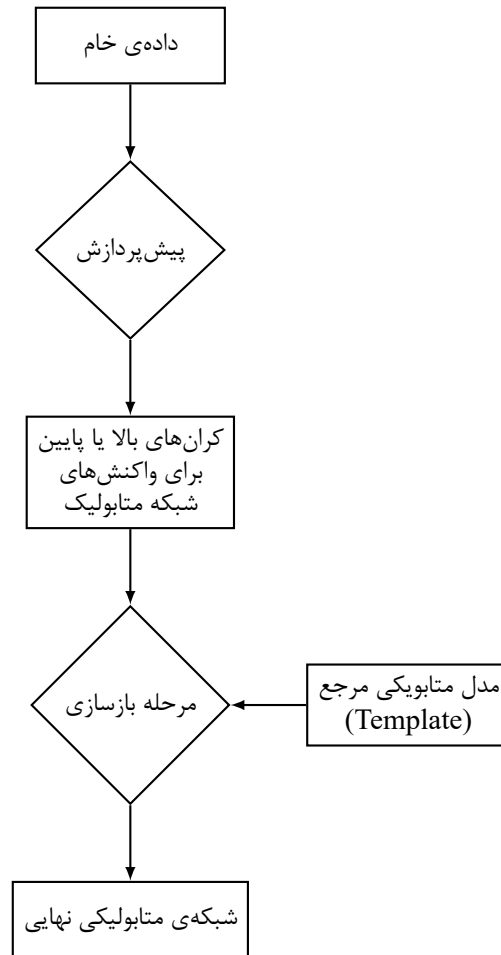 داده‌ی خام
پیش‌پردازش
کران‌های بالا یا پایین
برای واکنش‌های
شبکه متابولیک
مرحله بازسازی
مدل متابویکی مرجع
(Template)
شبکه‌ی متابولیکی نهایی